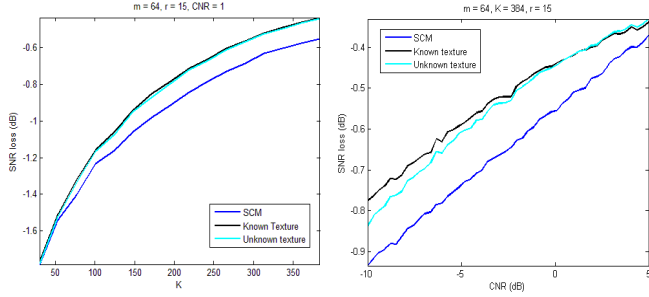 m = 64, r = 15, CNR = 1
SNR loss (dB)
-0.6
-0.8
-1
-1.2
-1.4
-1.6
50
100
150
200
250
300
350
K
SCM
Known Texture
Unknown texture
m = 64, K = 384, r = 15
SNR loss (dB)
-0.4
-0.5
-0.6
-0.7
-0.8
-0.9
-10
-5
0
5
CNR (dB)
SCM
Known texture
Unknown texture